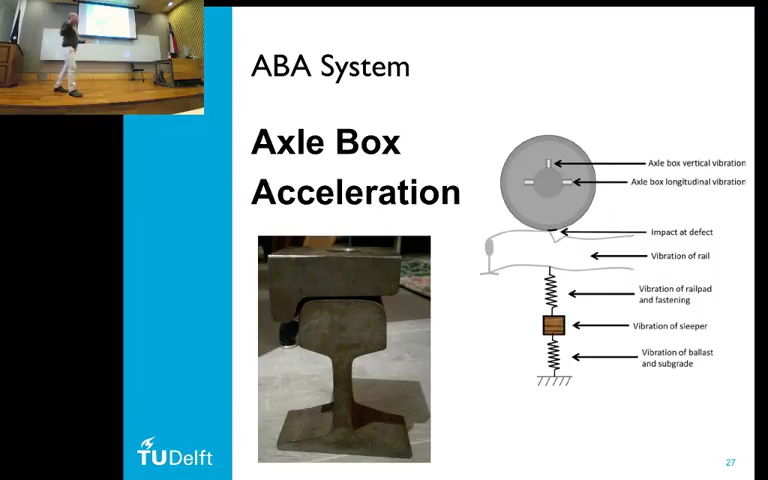 ABA System
Axle Box
Acceleration
Axle box vertical vibration
Axle box longitudinal vibration
Impact at defect
Vibration of rail
Vibration of railpad
and fastening
Vibration of sleeper
Vibration of ballast
and subgrade
TUDelft
27